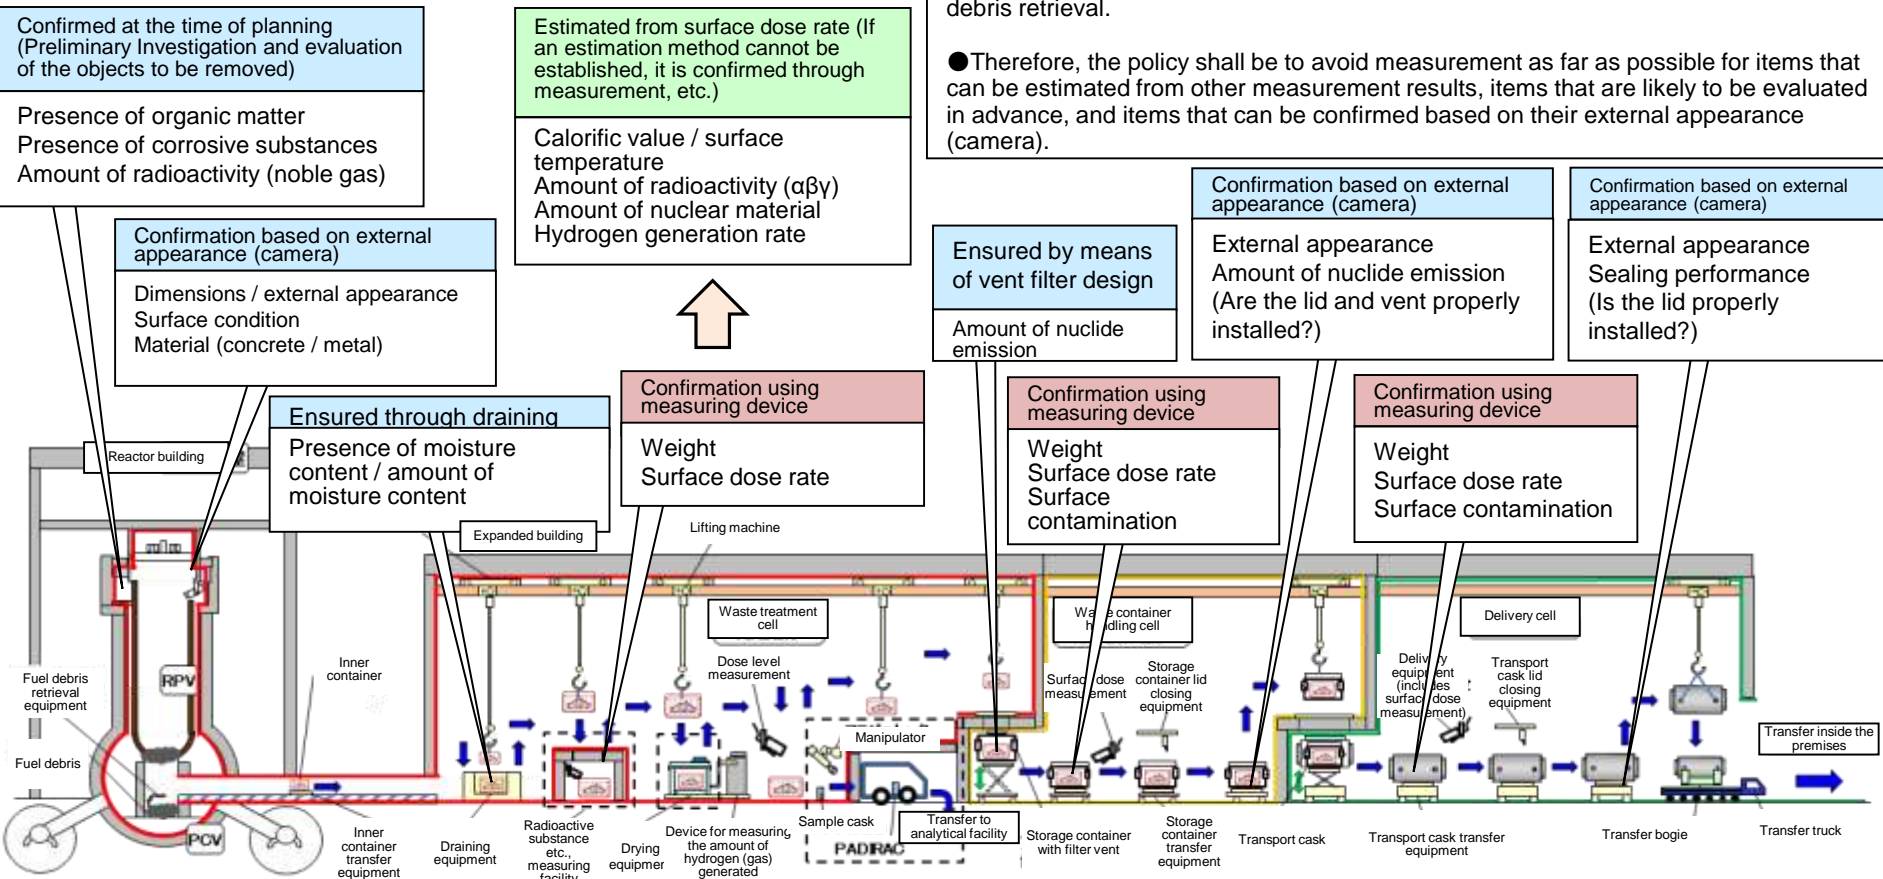 debris retrieval.
●Therefore, the policy shall be to avoid measurement as far as possible for items that
can be estimated from other measurement results, items that are likely to be evaluated
in advance, and items that can be confirmed based on their external appearance
(camera).
Confirmed at the time of planning
(Preliminary Investigation and evaluation
of the objects to be removed)
Presence of organic matter
Presence of corrosive substances
Amount of radioactivity (noble gas)
Estimated from surface dose rate (If
an estimation method cannot be
established, it is confirmed through
measurement, etc.)
Calorific value / surface
temperature
Amount of radioactivity (αβγ)
Amount of nuclear material
Hydrogen generation rate
Confirmation based on external
appearance (camera)
Dimensions / external appearance
Surface condition
Material (concrete / metal)
Ensured by means
of vent filter design
Amount of nuclide
emission
Confirmation based on external
appearance (camera)
External appearance
Amount of nuclide emission
(Are the lid and vent properly
installed?)
Confirmation based on external
appearance (camera)
External appearance
Sealing performance
(Is the lid properly
installed?)
Ensured through draining
Presence of moisture
content / amount of
moisture content
Confirmation using
measuring device
Weight
Surface dose rate
Confirmation using
measuring device
Weight
Surface dose rate
Surface
contamination
Confirmation using
measuring device
Weight
Surface dose rate
Surface contamination
Reactor building
Expanded building
Lifting machine
Waste treatment
cell
Waste container
handling cell
Delivery cell
Inner
container
Dose level
measurement
Surface dose
measurement
Storage
container lid
closing
equipment
Delivery
equipment
(includes
surface dose
measurement)
Transport
cask lid
closing
equipment
Fuel debris
retrieval
equipment
RPV
Fuel debris
PCV
Manipulator
Transfer inside the
premises
Inner
container
transfer
equipment
Draining
equipment
Radioactive
substance
etc.,
measuring
facility
Drying
equipmer
Device for measuring
the amount of
hydrogen (gas)
generated
Sample cask
PADIRAC
Transfer to
analytical facility
Storage container
with filter vent
Storage
container
transfer
equipment
Transport cask
Transport cask transfer
equipment
Transfer bogie
Transfer truck